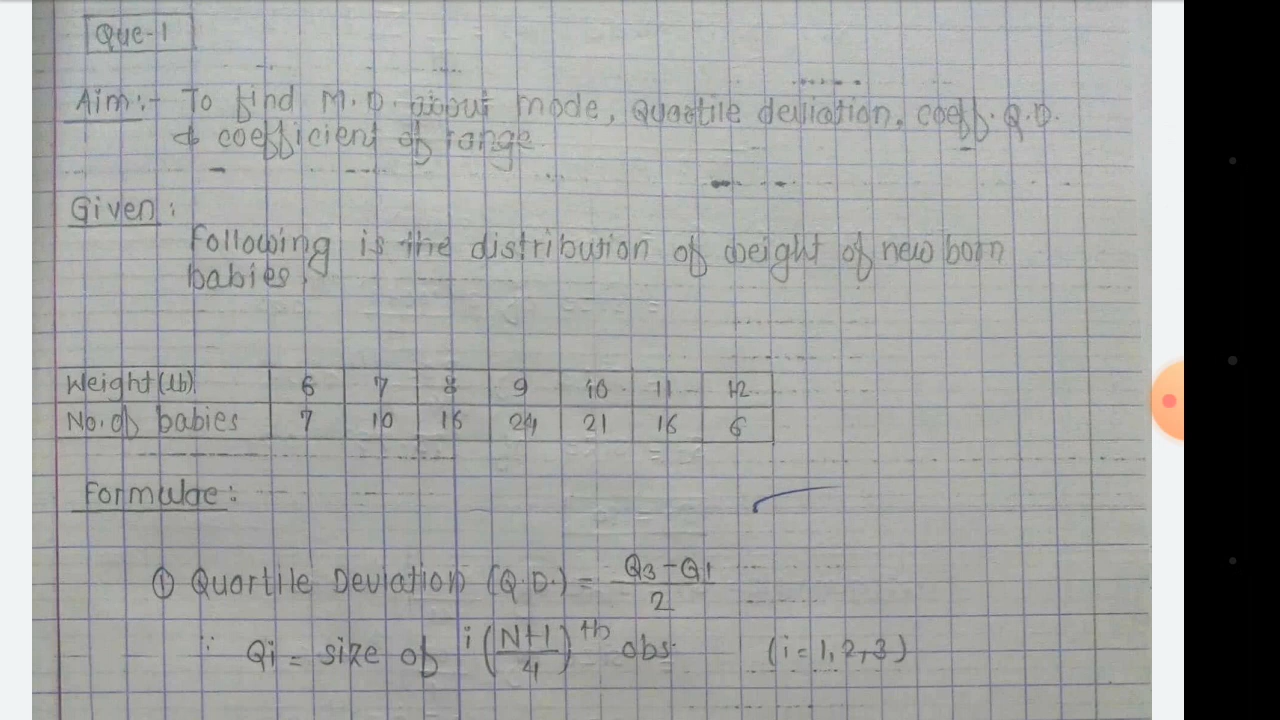 Que-1
Aim:- To find M.D. about mode, Quartile deviation, coeff. Q.D.
& coefficient of range.
Given:
Following is the distribution of weight of new born
babies.
Weight(lb) 6 7 8 9 10 11 12
No. of babies 7 10 16 24 21 16 6
Formulae:
① Quartile Deviation (Q.D.) = Q3-Q1 / 2
∵ Qi = size of i(N+1 / 4)th obs. (i = 1, 2, 3)